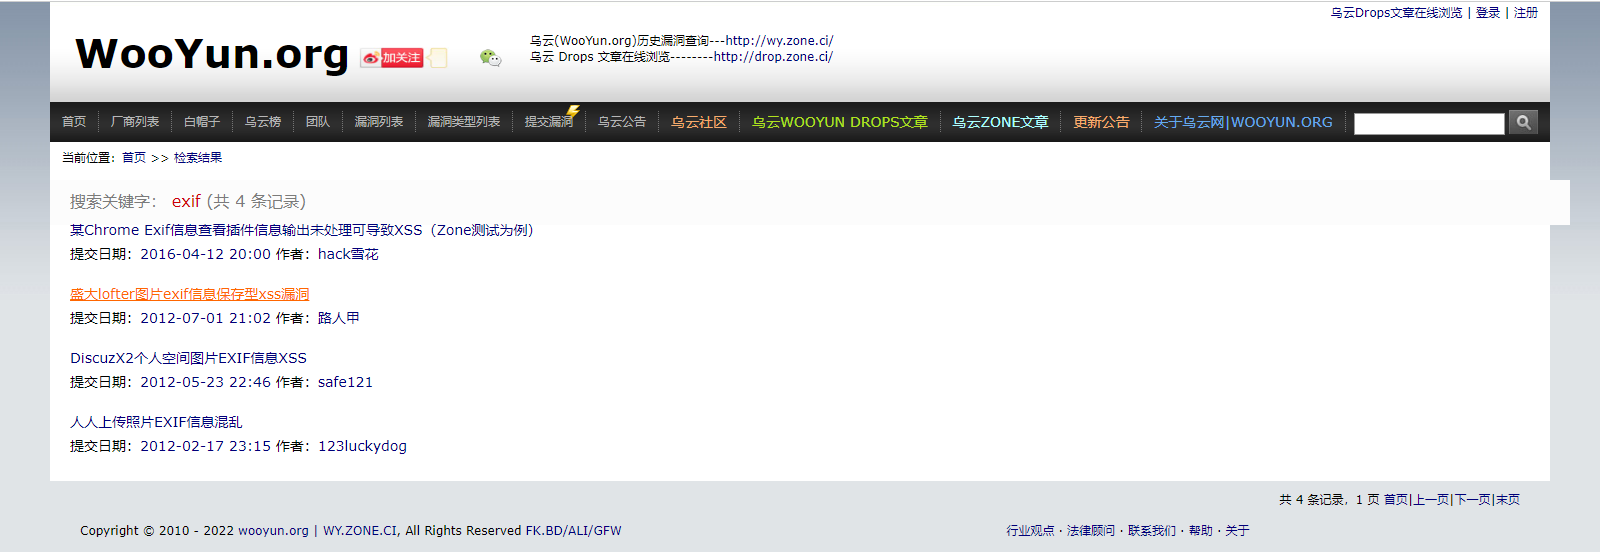 乌云Drops文章在线浏览 | 登录 | 注册
WooYun.org 加关注
乌云(WooYun.org)历史漏洞查询---http://wy.zone.ci/
乌云 Drops 文章在线浏览--------http://drop.zone.ci/
首页 厂商列表 白帽子 乌云榜 团队 漏洞列表 漏洞类型列表 提交漏洞 乌云公告 乌云社区 乌云WOOYUN DROPS文章 乌云ZONE文章 更新公告 关于乌云网|WOOYUN.ORG
当前位置：首页 >> 检索结果
搜索关键字： exif (共 4 条记录)
某Chrome Exif信息查看插件信息输出未处理可导致XSS（Zone测试为例）
提交日期：2016-04-12 20:00 作者：hack雪花
盛大lofter图片exif信息保存型xss漏洞
提交日期：2012-07-01 21:02 作者：路人甲
DiscuzX2个人空间图片EXIF信息XSS
提交日期：2012-05-23 22:46 作者：safe121
人人上传照片EXIF信息混乱
提交日期：2012-02-17 23:15 作者：123luckydog
共 4 条记录，1 页 首页|上一页|下一页|末页
Copyright © 2010 - 2022 wooyun.org | WY.ZONE.CI, All Rights Reserved FK.BD/ALI/GFW
行业观点 · 法律顾问 · 联系我们 · 帮助 · 关于